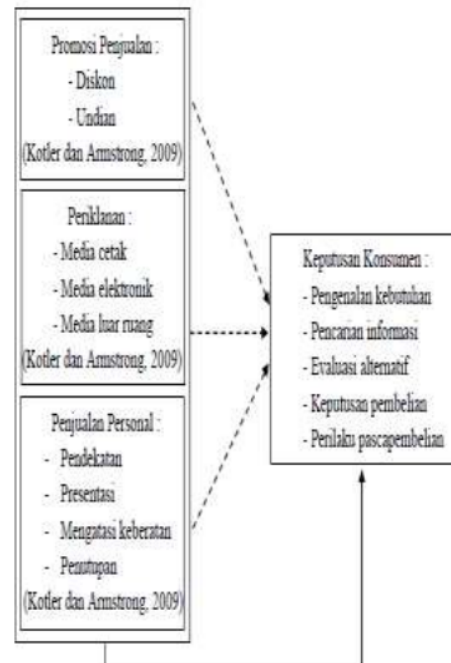 Promosi Penjualan :
- Diskon
- Undian
(Kotler dan Armstrong, 2009)
Periklanan :
- Media cetak
- Media elektronik
- Media luar ruang
(Kotler dan Armstrong, 2009)
Penjualan Personal :
- Pendekatan
- Presentasi
- Mengatasi keberatan
- Penutupan
(Kotler dan Armstrong, 2009)
Keputusan Konsumen :
- Pengenalan kebutuhan
- Pencarian informasi
- Evaluasi alternatif
- Keputusan pembelian
- Perilaku pascapembelian